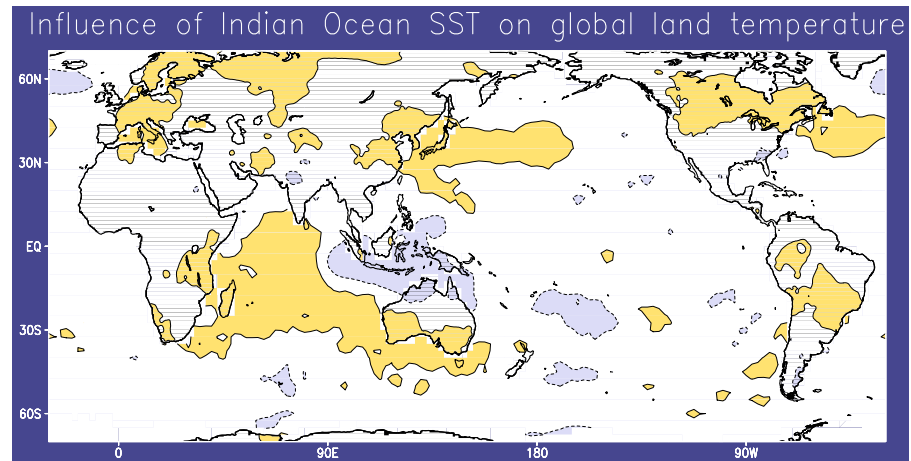 Influence of Indian Ocean SST on global land temperature
60N
30N
EQ
30S
60S
0 90E 180 90W